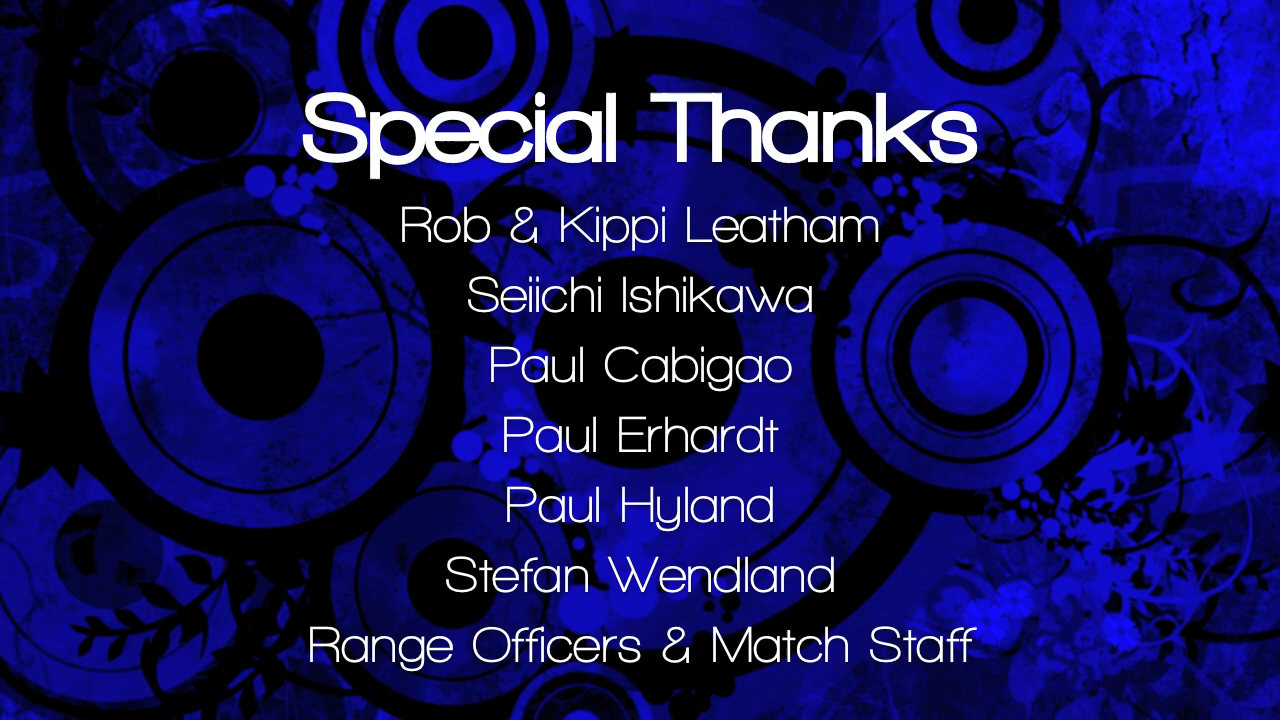 Special Thanks
Rob & Kippi Leatham
Seiichi Ishikawa
Paul Cabigao
Paul Erhardt
Paul Hyland
Stefan Wendland
Range Officers & Match Staff